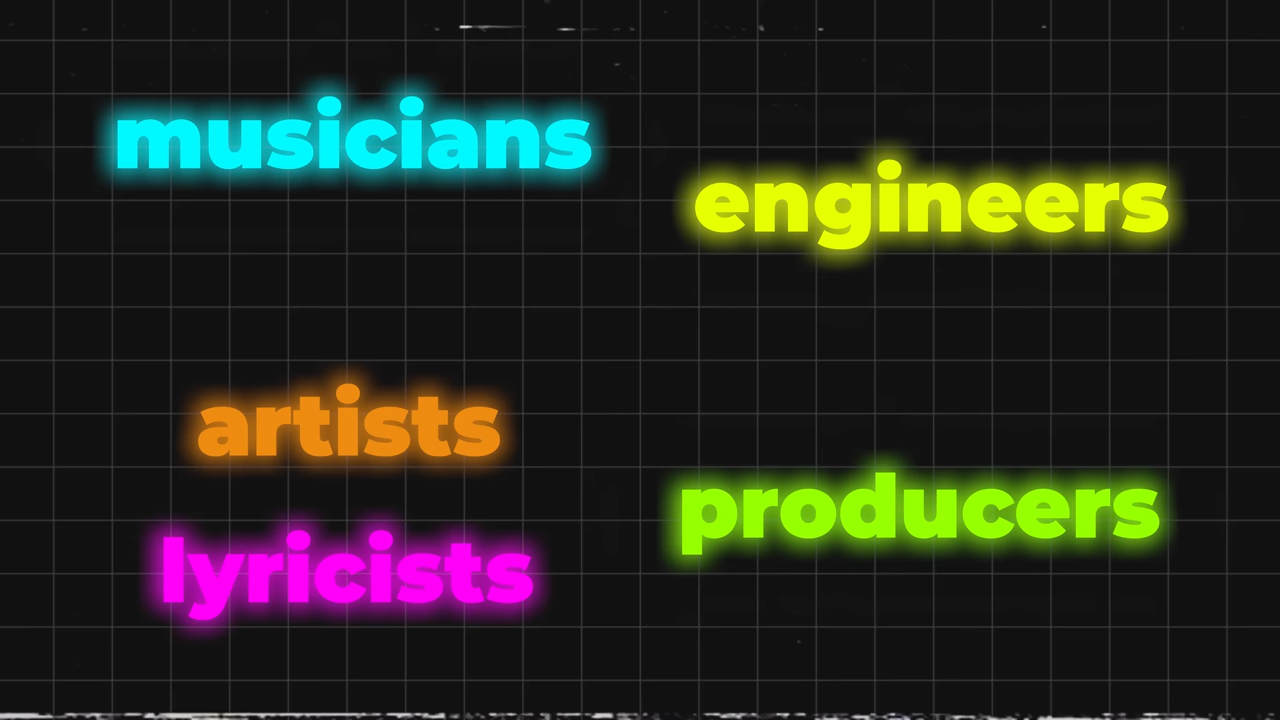 musicians
engineers
artists
producers
lyricists